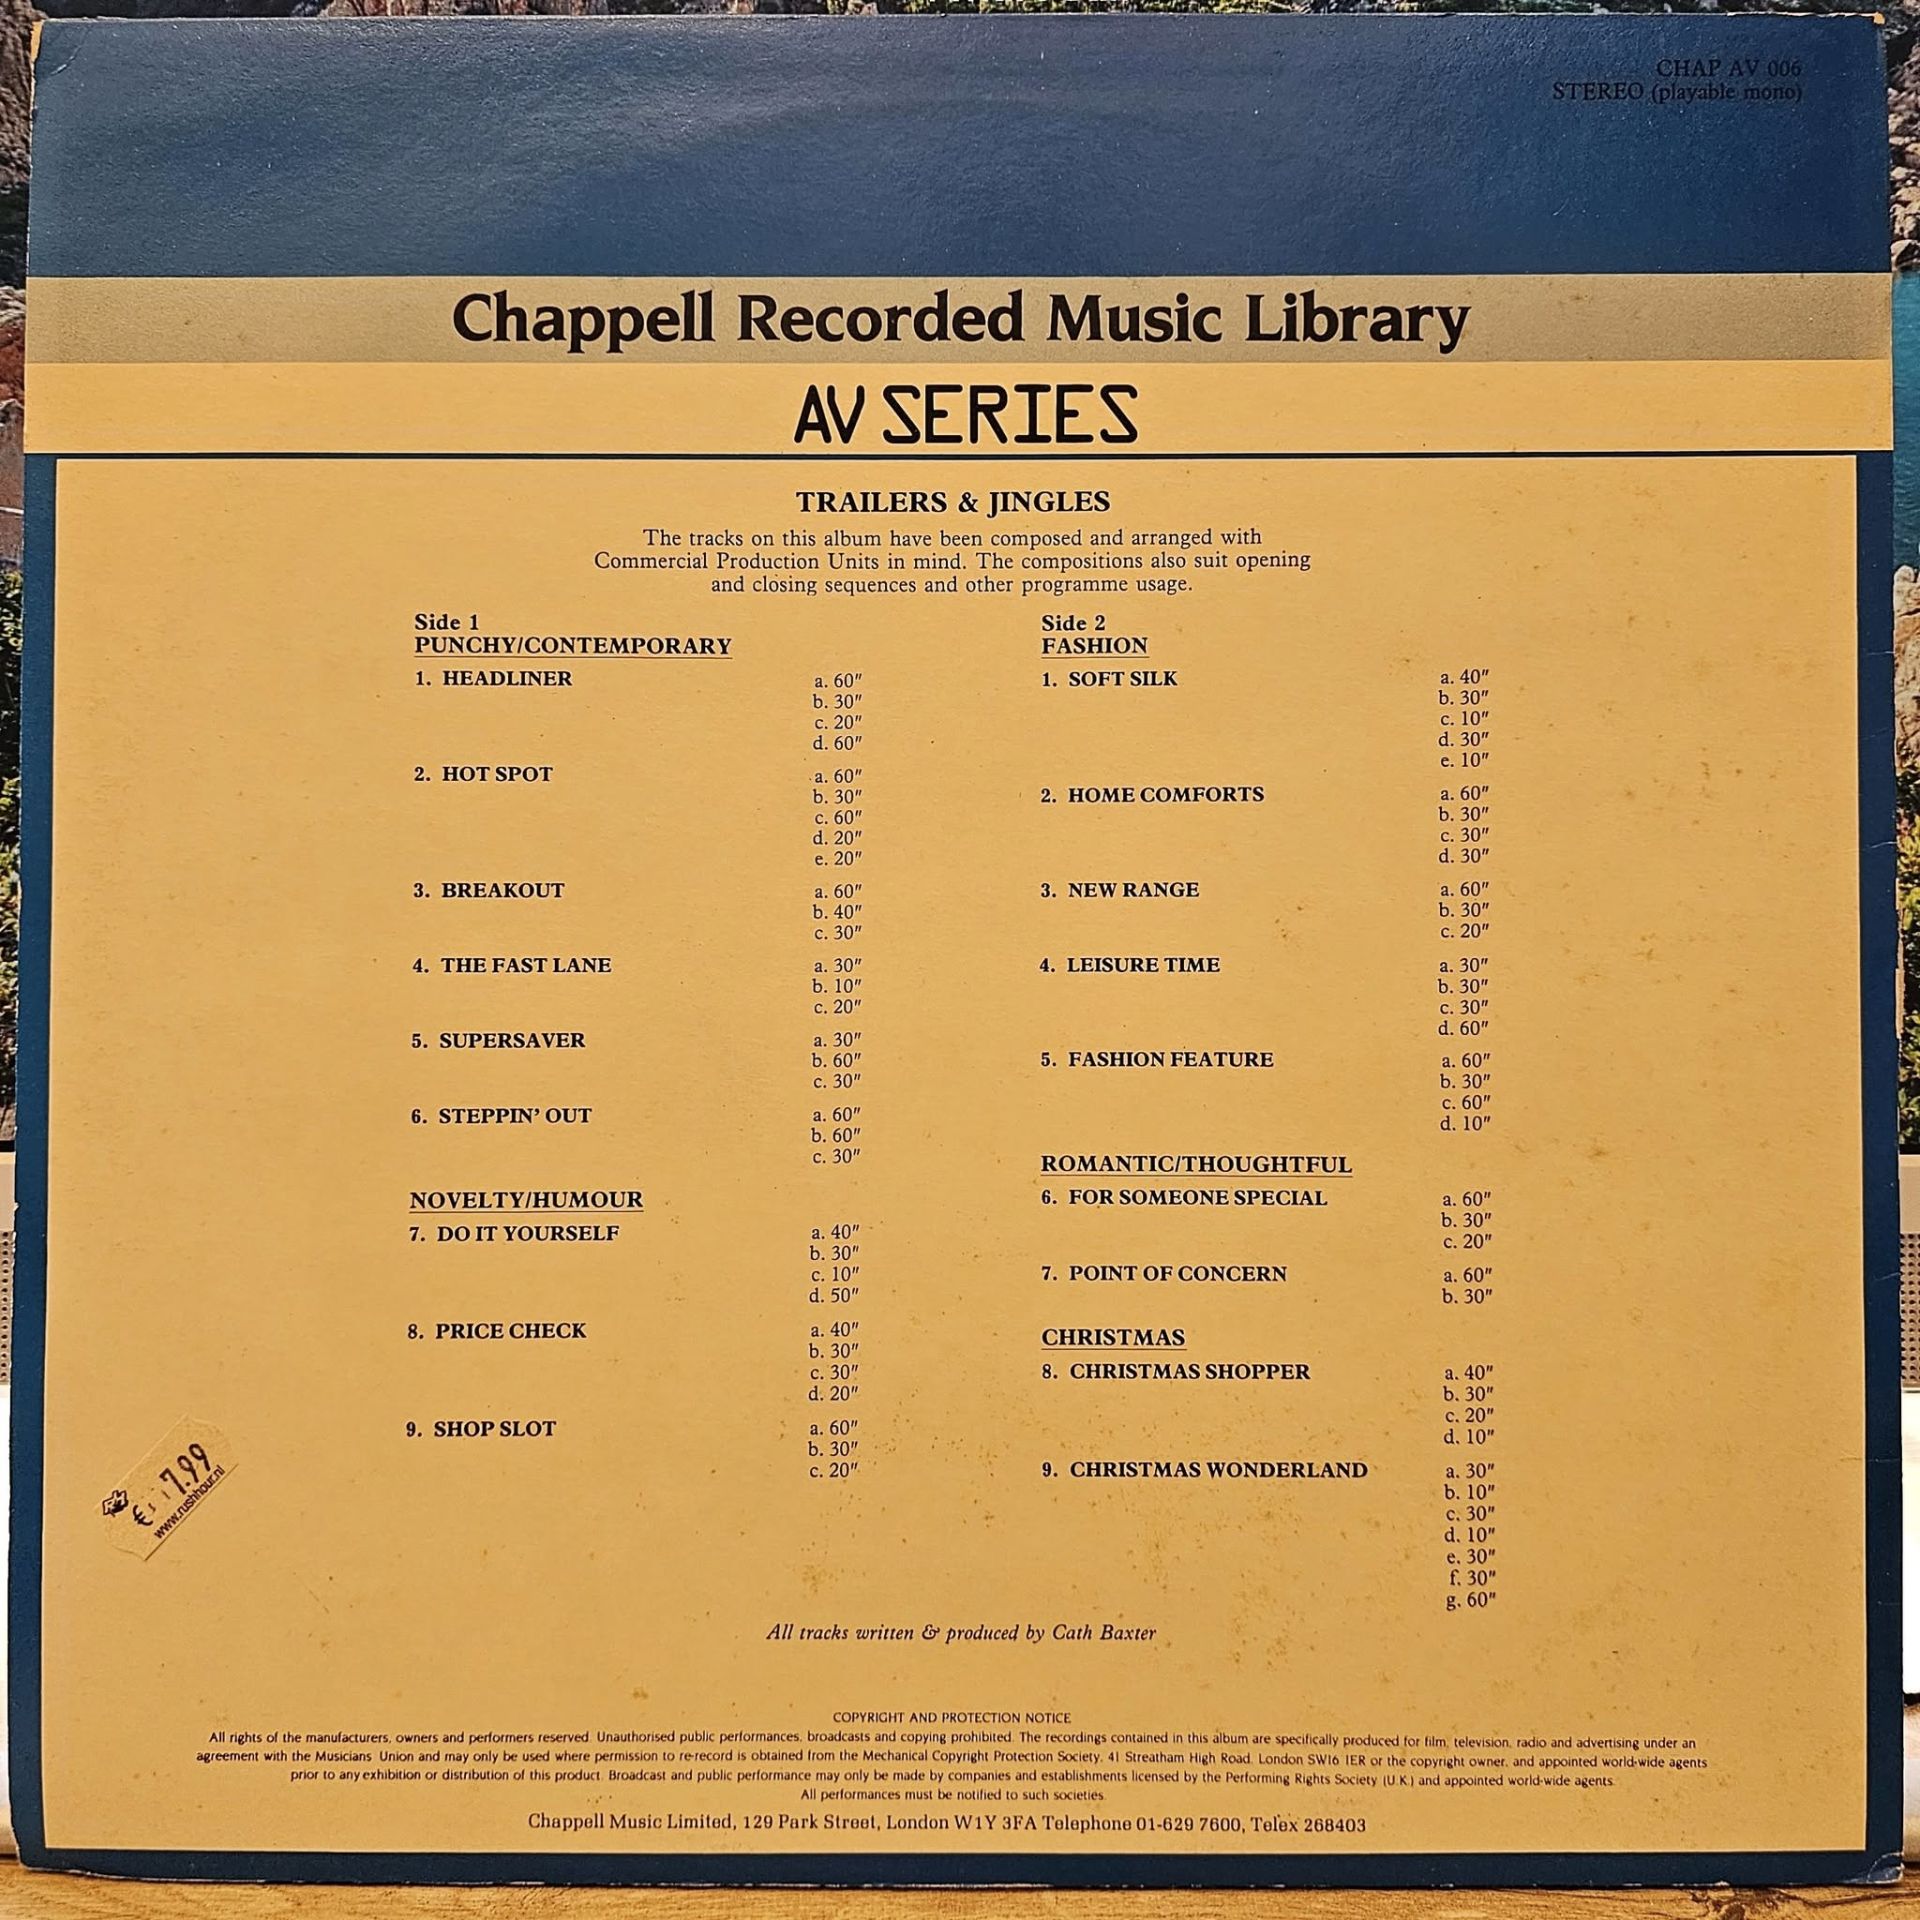 CHAP AV 006
STEREO (playable mono)
Chappell Recorded Music Library
AV SERIES
TRAILERS & JINGLES
The tracks on this album have been composed and arranged with
Commercial Production Units in mind. The compositions also suit opening
and closing sequences and other programme usage.
Side 1
PUNCHY/CONTEMPORARY
1. HEADLINER a. 60"
b. 30"
c. 20"
d. 60"
2. HOT SPOT a. 60"
b. 30"
c. 60"
d. 20"
e. 20"
3. BREAKOUT a. 60"
b. 40"
c. 30"
4. THE FAST LANE a. 30"
b. 10"
c. 20"
5. SUPERSAVER a. 30"
b. 60"
c. 30"
6. STEPPIN' OUT a. 60"
b. 60"
c. 30"
NOVELTY/HUMOUR
7. DO IT YOURSELF a. 40"
b. 30"
c. 10"
d. 50"
8. PRICE CHECK a. 40"
b. 30"
c. 30"
d. 20"
9. SHOP SLOT a. 60"
b. 30"
c. 20"
Side 2
FASHION
1. SOFT SILK a. 40"
b. 30"
c. 10"
d. 30"
e. 10"
2. HOME COMFORTS a. 60"
b. 30"
c. 30"
d. 30"
3. NEW RANGE a. 60"
b. 30"
c. 20"
4. LEISURE TIME a. 30"
b. 30"
c. 30"
d. 60"
5. FASHION FEATURE a. 60"
b. 30"
c. 60"
d. 10"
ROMANTIC/THOUGHTFUL
6. FOR SOMEONE SPECIAL a. 60"
b. 30"
c. 20"
7. POINT OF CONCERN a. 60"
b. 30"
CHRISTMAS
8. CHRISTMAS SHOPPER a. 40"
b. 30"
c. 20"
d. 10"
9. CHRISTMAS WONDERLAND a. 30"
b. 10"
c. 30"
d. 10"
e. 30"
f. 30"
g. 60"
www.rushhour.nl
All tracks written & produced by Cath Baxter
COPYRIGHT AND PROTECTION NOTICE
All rights of the manufacturers, owners and performers reserved. Unauthorised public performances, broadcasts and copying prohibited. The recordings contained in this album are specifically produced for film, television, radio and advertising under an
agreement with the Musicians Union and may only be used where permission to re-record is obtained from the Mechanical Copyright Protection Society, 41 Streatham High Road, London SW16 1ER or the copyright owner, and appointed world-wide agents
prior to any exhibition or distribution of this product. Broadcast and public performance may only be made by companies and establishments licensed by the Performing Rights Society (U.K.) and appointed world-wide agents.
All performances must be notified to such societies.
Chappell Music Limited, 129 Park Street, London W1Y 3FA Telephone 01-629 7600, Telex 268403